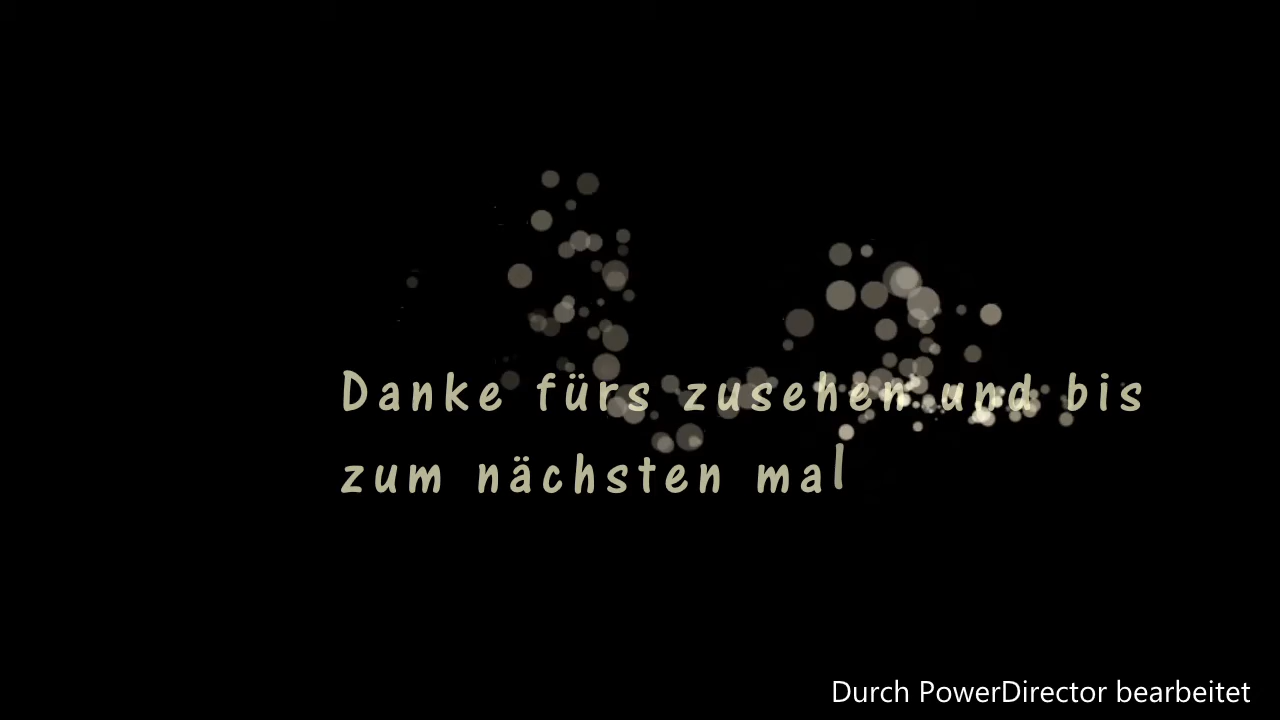 Danke fürs zusehen und bis
zum nächsten mal
Durch PowerDirector bearbeitet